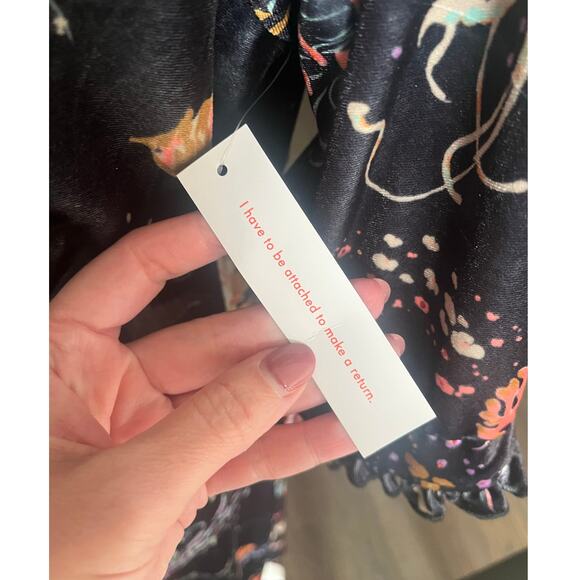 I have to be attached to make a return.